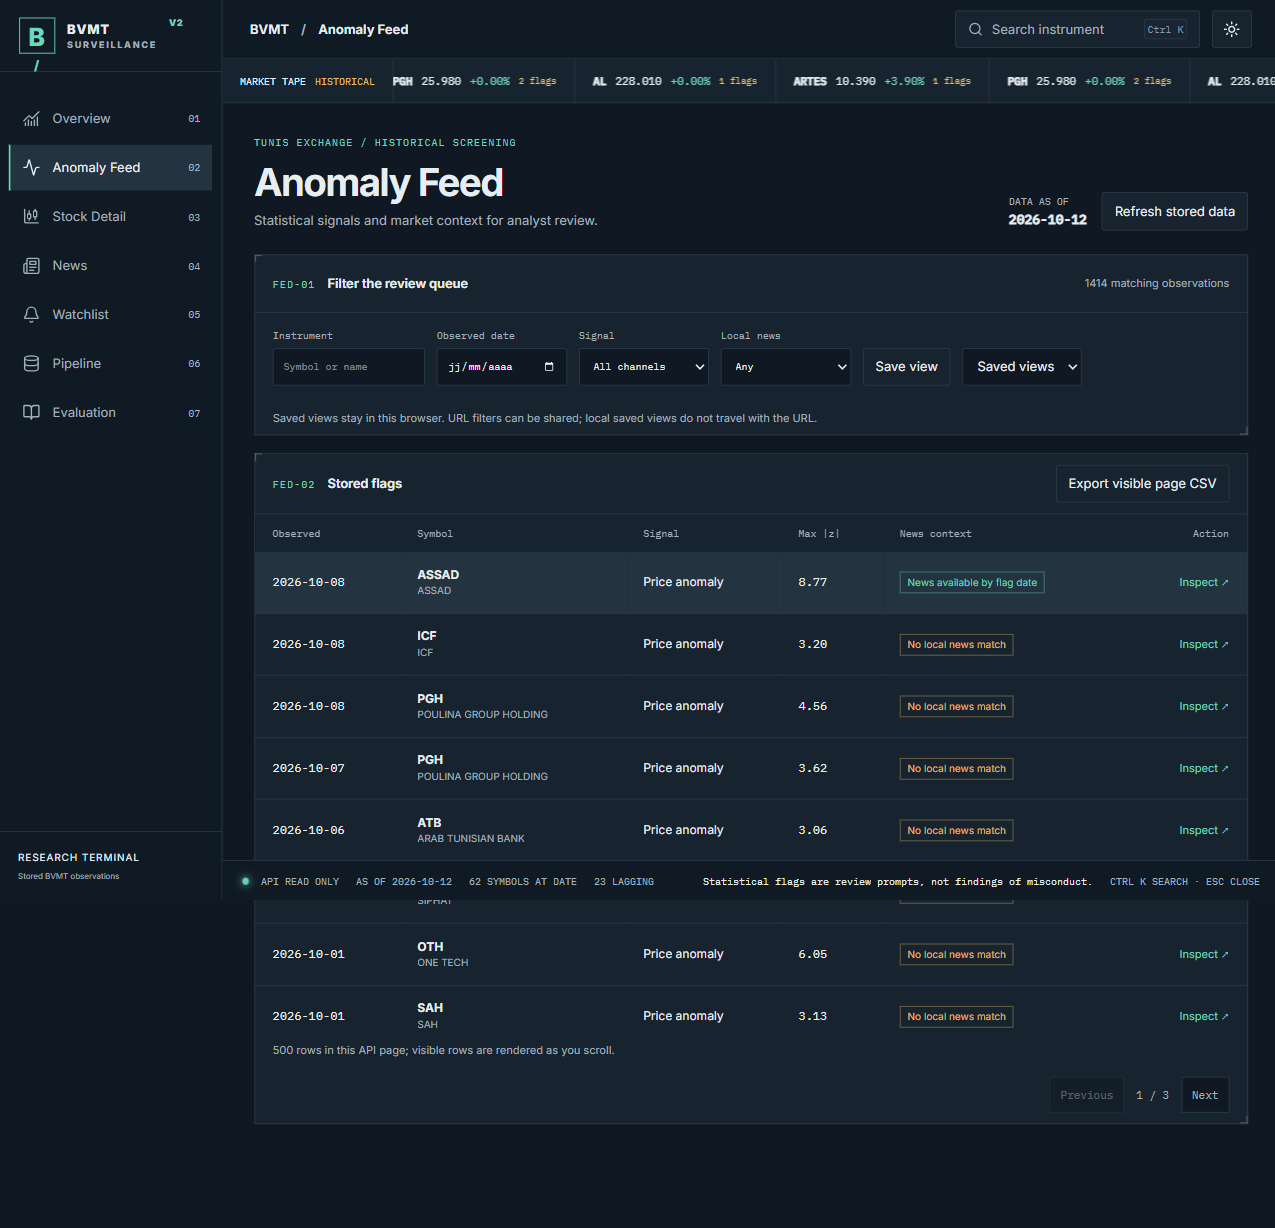 B
BVMT V2
SURVEILLANCE
/
Overview 01
Anomaly Feed 02
Stock Detail 03
News 04
Watchlist 05
Pipeline 06
Evaluation 07
RESEARCH TERMINAL
Stored BVMT observations
BVMT / Anomaly Feed
Search instrument Ctrl K
MARKET TAPE HISTORICAL PGH 25.980 +0.00% 2 flags AL 228.010 +0.00% 1 flags ARTES 10.390 +3.90% 1 flags PGH 25.980 +0.00% 2 flags AL 228.010
TUNIS EXCHANGE / HISTORICAL SCREENING
Anomaly Feed
Statistical signals and market context for analyst review.
DATA AS OF
2026-10-12
Refresh stored data
FED-01 Filter the review queue 1414 matching observations
Instrument Observed date Signal Local news
Symbol or name jj/mm/aaaa All channels Any Save view Saved views
Saved views stay in this browser. URL filters can be shared; local saved views do not travel with the URL.
FED-02 Stored flags Export visible page CSV
Observed Symbol Signal Max |z| News context Action
2026-10-08 ASSAD Price anomaly 8.77 News available by flag date Inspect ↗
ASSAD
2026-10-08 ICF Price anomaly 3.20 No local news match Inspect ↗
ICF
2026-10-08 PGH Price anomaly 4.56 No local news match Inspect ↗
POULINA GROUP HOLDING
2026-10-07 PGH Price anomaly 3.62 No local news match Inspect ↗
POULINA GROUP HOLDING
2026-10-06 ATB Price anomaly 3.06 No local news match Inspect ↗
ARAB TUNISIAN BANK
API READ ONLY AS OF 2026-10-12 62 SYMBOLS AT DATE 23 LAGGING Statistical flags are review prompts, not findings of misconduct. CTRL K SEARCH · ESC CLOSE
SIPHAT
2026-10-01 OTH Price anomaly 6.05 No local news match Inspect ↗
ONE TECH
2026-10-01 SAH Price anomaly 3.13 No local news match Inspect ↗
SAH
500 rows in this API page; visible rows are rendered as you scroll.
Previous 1 / 3 Next